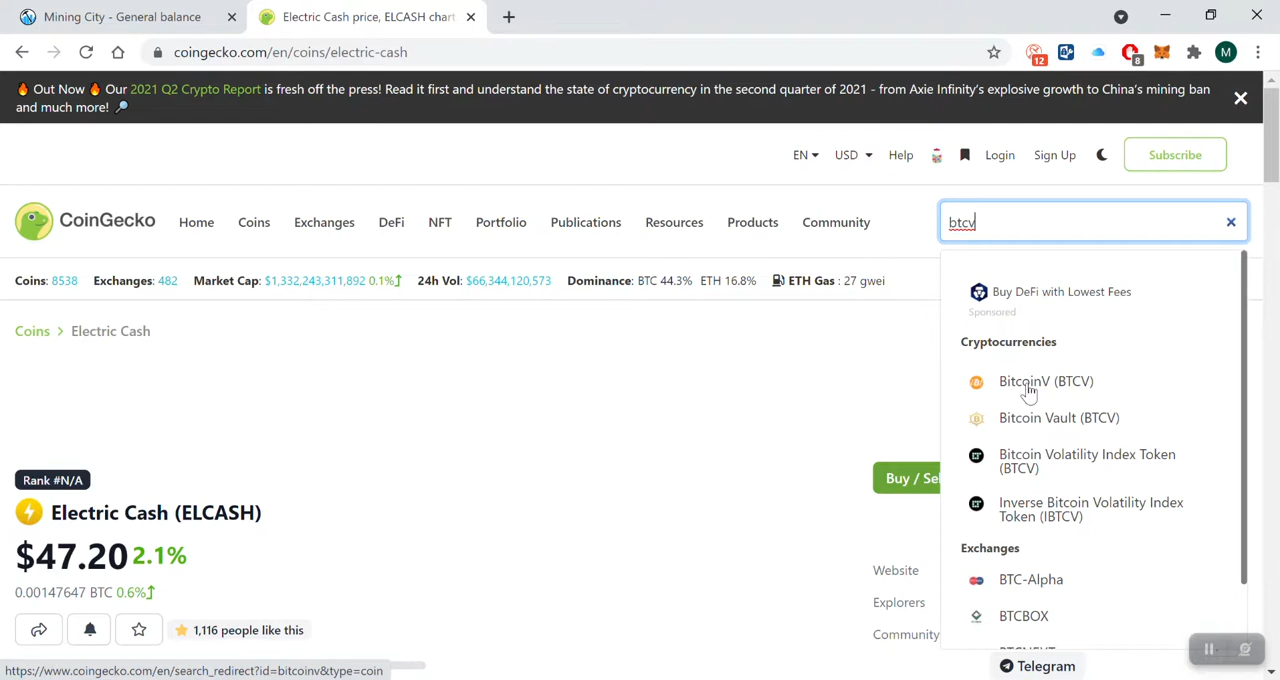 Mining City - General balance
Electric Cash price, ELCASH chart
coingecko.com/en/coins/electric-cash
12
8
M
🔥 Out Now 🔥 Our 2021 Q2 Crypto Report is fresh off the press! Read it first and understand the state of cryptocurrency in the second quarter of 2021 - from Axie Infinity's explosive growth to China's mining ban
and much more! 🔎
EN USD Help Login Sign Up Subscribe
CoinGecko Home Coins Exchanges DeFi NFT Portfolio Publications Resources Products Community
btcv
Coins: 8538 Exchanges: 482 Market Cap: $1,332,243,311,892 0.1% 24h Vol: $66,344,120,573 Dominance: BTC 44.3% ETH 16.8% ETH Gas : 27 gwei
Buy DeFi with Lowest Fees
Sponsored
Cryptocurrencies
BitcoinV (BTCV)
Bitcoin Vault (BTCV)
Bitcoin Volatility Index Token
(BTCV)
Inverse Bitcoin Volatility Index
Token (IBTCV)
Exchanges
BTC-Alpha
BTCBOX
Coins > Electric Cash
Rank #N/A
Electric Cash (ELCASH)
$47.20 2.1%
0.00147647 BTC 0.6%
1,116 people like this
Buy / Sel
Website
Explorers
Community
Telegram
https://www.coingecko.com/en/search_redirect?id=bitcoinv&type=coin